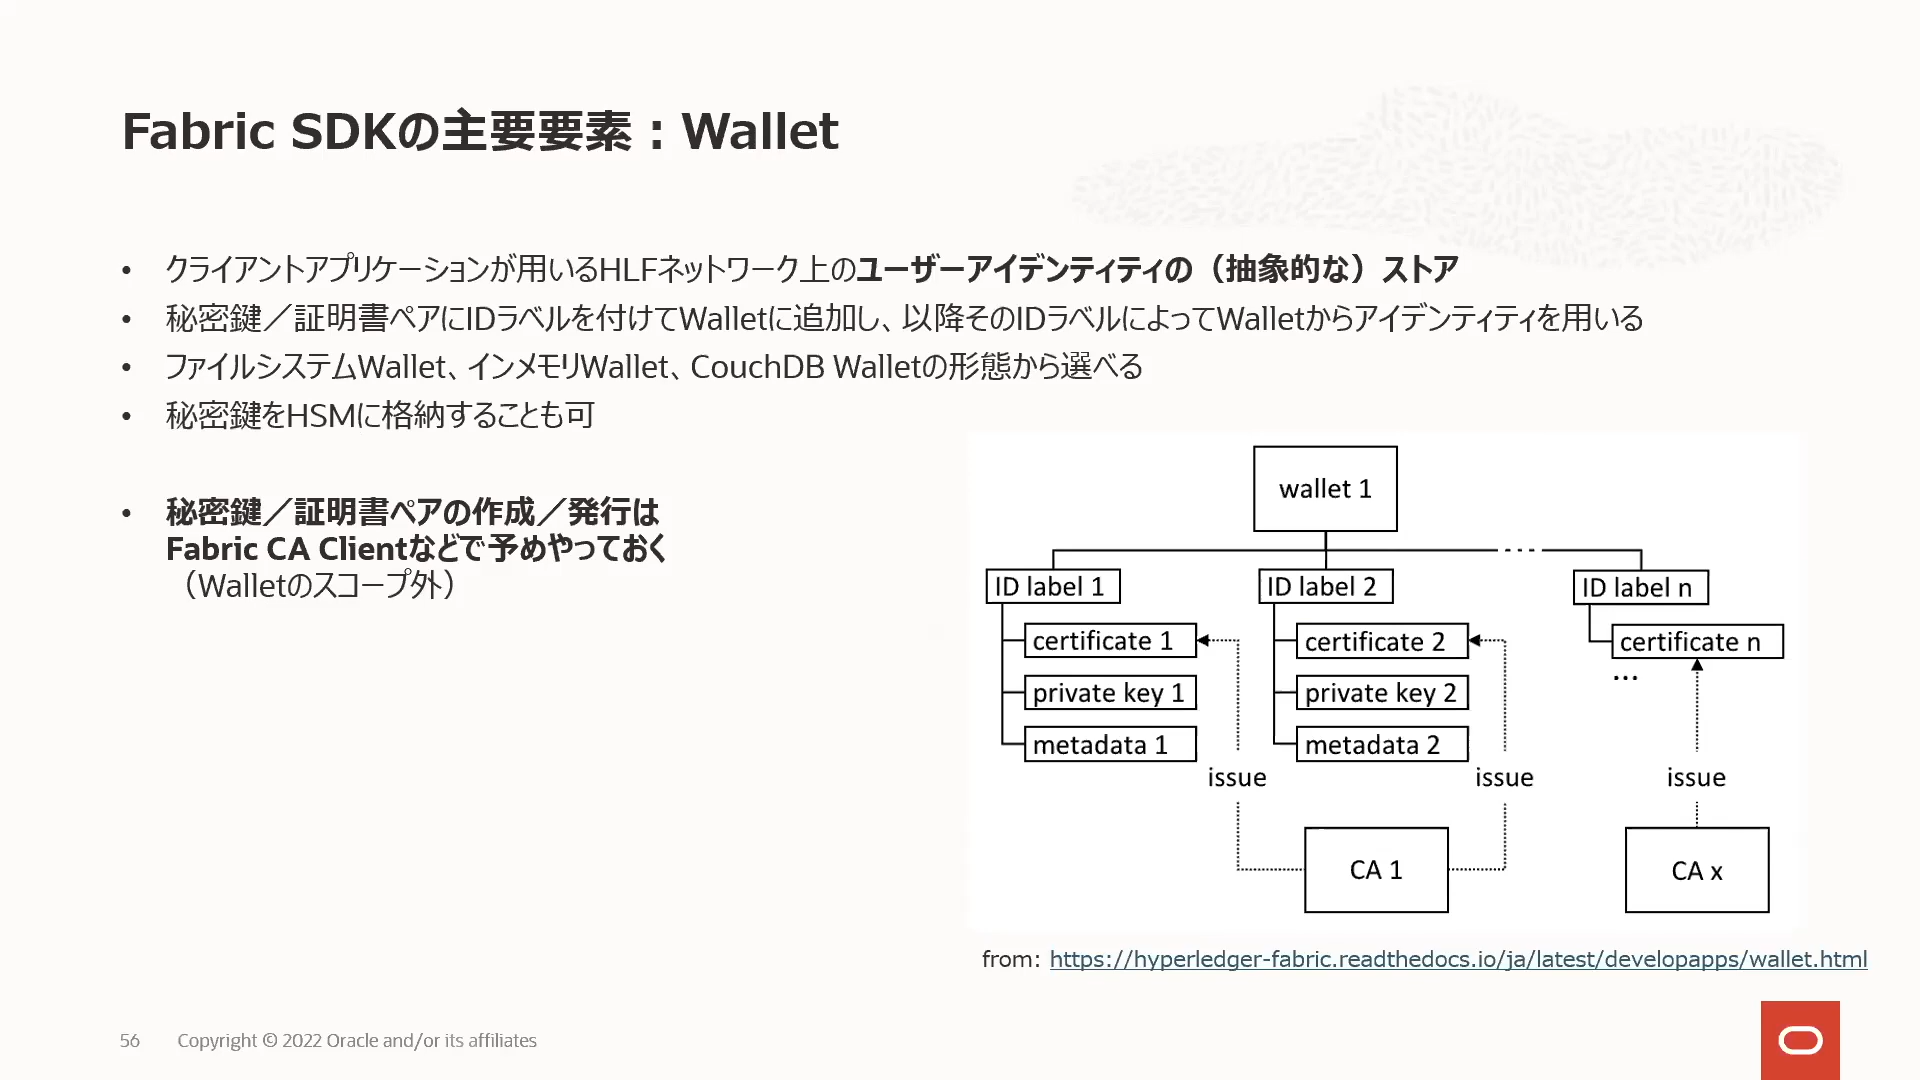 Fabric SDKの主要要素：Wallet
• クライアントアプリケーションが用いるHLFネットワーク上のユーザーアイデンティティの（抽象的な）ストア
• 秘密鍵／証明書ペアにIDラベルを付けてWalletに追加し、以降そのIDラベルによってWalletからアイデンティティを用いる
• ファイルシステムWallet、インメモリWallet、CouchDB Walletの形態から選べる
• 秘密鍵をHSMに格納することも可
• 秘密鍵／証明書ペアの作成／発行は
Fabric CA Clientなどで予めやっておく
（Walletのスコープ外）
wallet 1
ID label 1
ID label 2
ID label n
certificate 1
certificate 2
certificate n
...
private key 1
private key 2
metadata 1
metadata 2
issue
issue
issue
CA 1
CA x
from: https://hyperledger-fabric.readthedocs.io/ja/latest/developapps/wallet.html
56
Copyright © 2022 Oracle and/or its affiliates